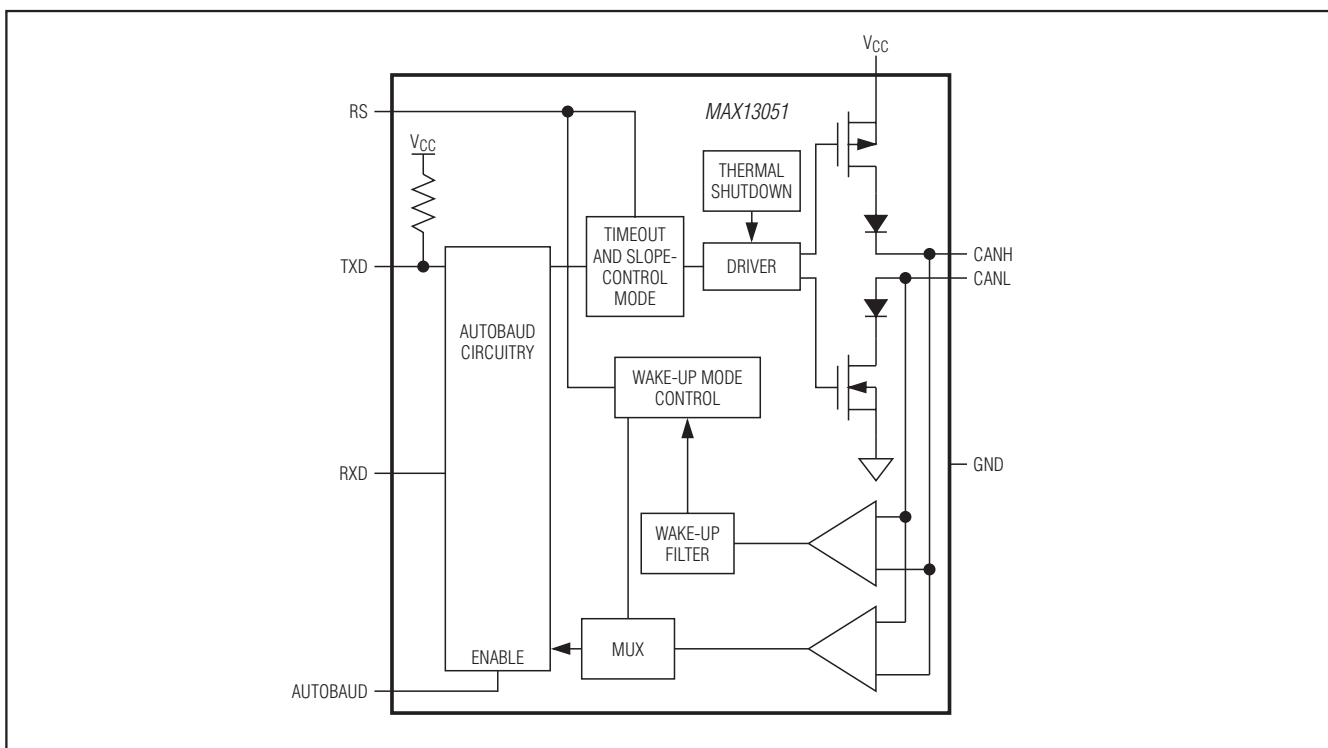 VCC
RS
MAX13051
VCC
THERMAL
SHUTDOWN
TIMEOUT
AND SLOPE-
CONTROL
MODE
DRIVER
CANH
CANL
TXD
AUTOBAUD
CIRCUITRY
WAKE-UP MODE
CONTROL
RXD
GND
WAKE-UP
FILTER
MUX
ENABLE
AUTOBAUD